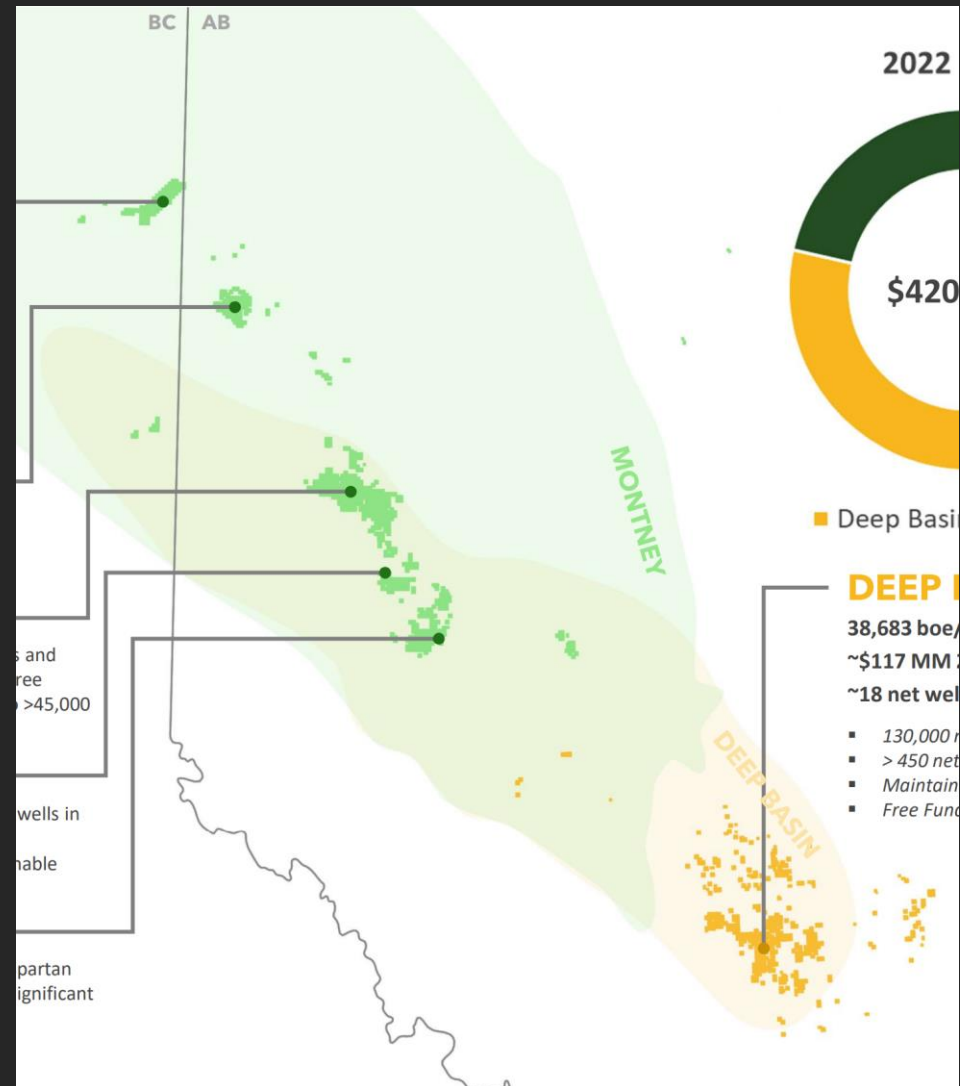 BC AB
2022
$420
MONTNEY
Deep Basi
DEEP
38,683 boe/
~$117 MM
~18 net wel
▪ 130,000
▪ > 450 net
▪ Maintain
▪ Free Fund
DEEP BASIN
s and
ree
>45,000
wells in
nable
partan
ignificant